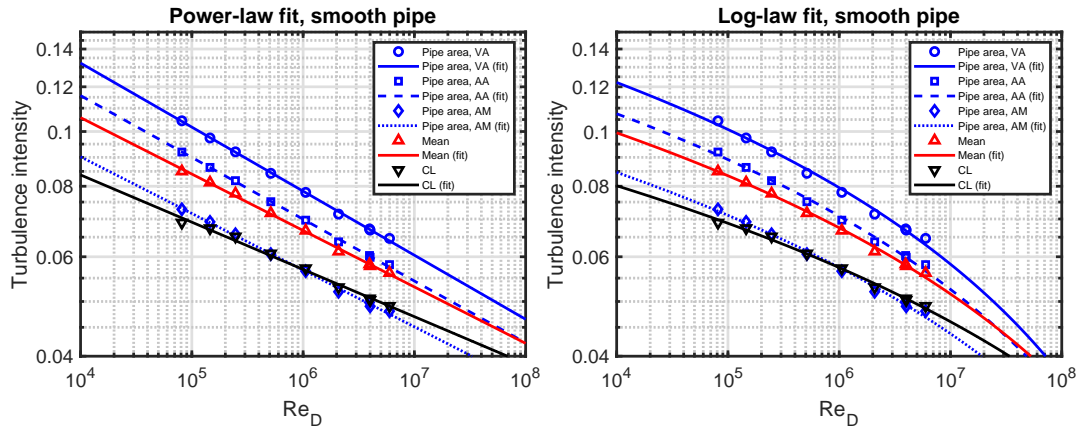 Power-law fit, smooth pipe
0.14
0.12
0.1
0.08
0.06
0.04
Turbulence intensity
10^4
10^5
10^6
10^7
10^8
Re_D
Pipe area, VA
Pipe area, VA (fit)
Pipe area, AA
Pipe area, AA (fit)
Pipe area, AM
Pipe area, AM (fit)
Mean
Mean (fit)
CL
CL (fit)
Log-law fit, smooth pipe
0.14
0.12
0.1
0.08
0.06
0.04
Turbulence intensity
10^4
10^5
10^6
10^7
10^8
Re_D
Pipe area, VA
Pipe area, VA (fit)
Pipe area, AA
Pipe area, AA (fit)
Pipe area, AM
Pipe area, AM (fit)
Mean
Mean (fit)
CL
CL (fit)